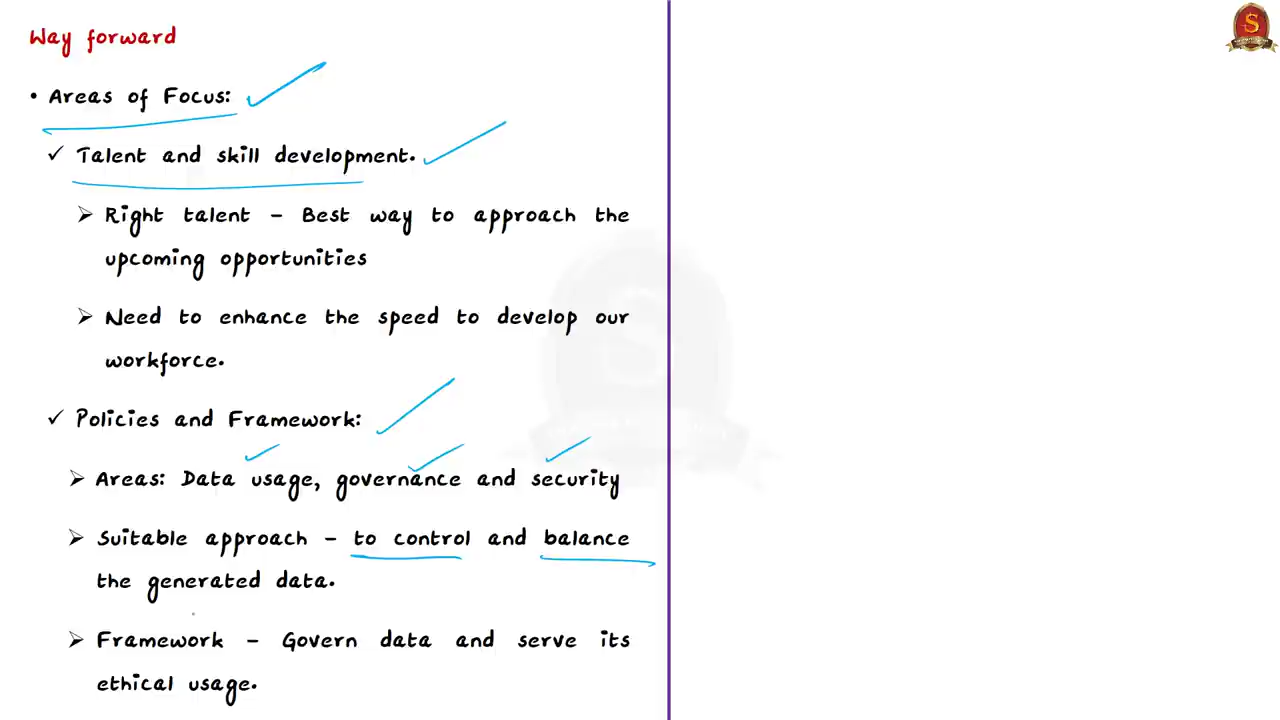 Way forward
• Areas of Focus:
✓ Talent and skill development.
➢ Right talent – Best way to approach the
upcoming opportunities
➢ Need to enhance the speed to develop our
workforce.
✓ Policies and Framework:
➢ Areas: Data usage, governance and security
➢ Suitable approach – to control and balance
the generated data.
➢ Framework – Govern data and serve its
ethical usage.
S